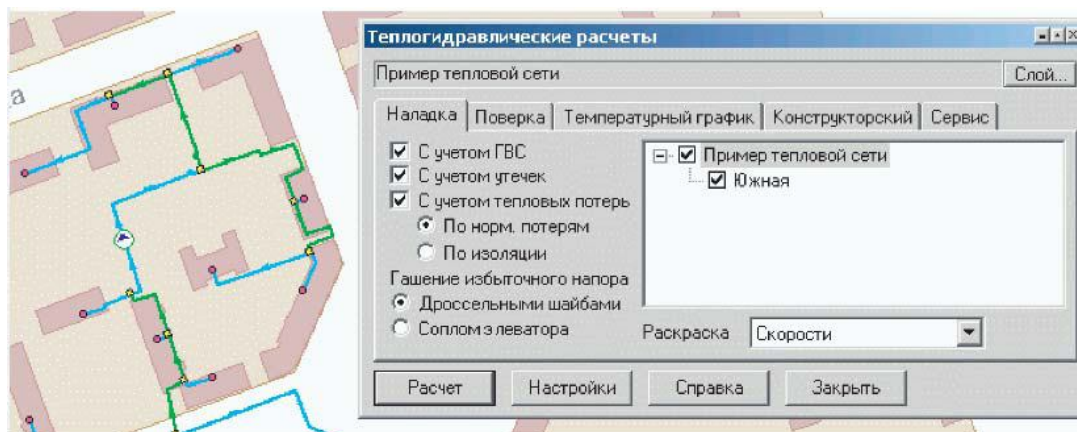 Теплогидравлические расчеты
Пример тепловой сети
Слой...
Наладка
Поверка
Температурный график
Конструкторский
Сервис
С учетом ГВС
С учетом утечек
С учетом тепловых потерь
По норм. потерям
По изоляции
Гашение избыточного напора
Дроссельными шайбами
Соплом элеватора
Пример тепловой сети
Южная
Раскраска
Скорости
Расчет
Настройки
Справка
Закрыть